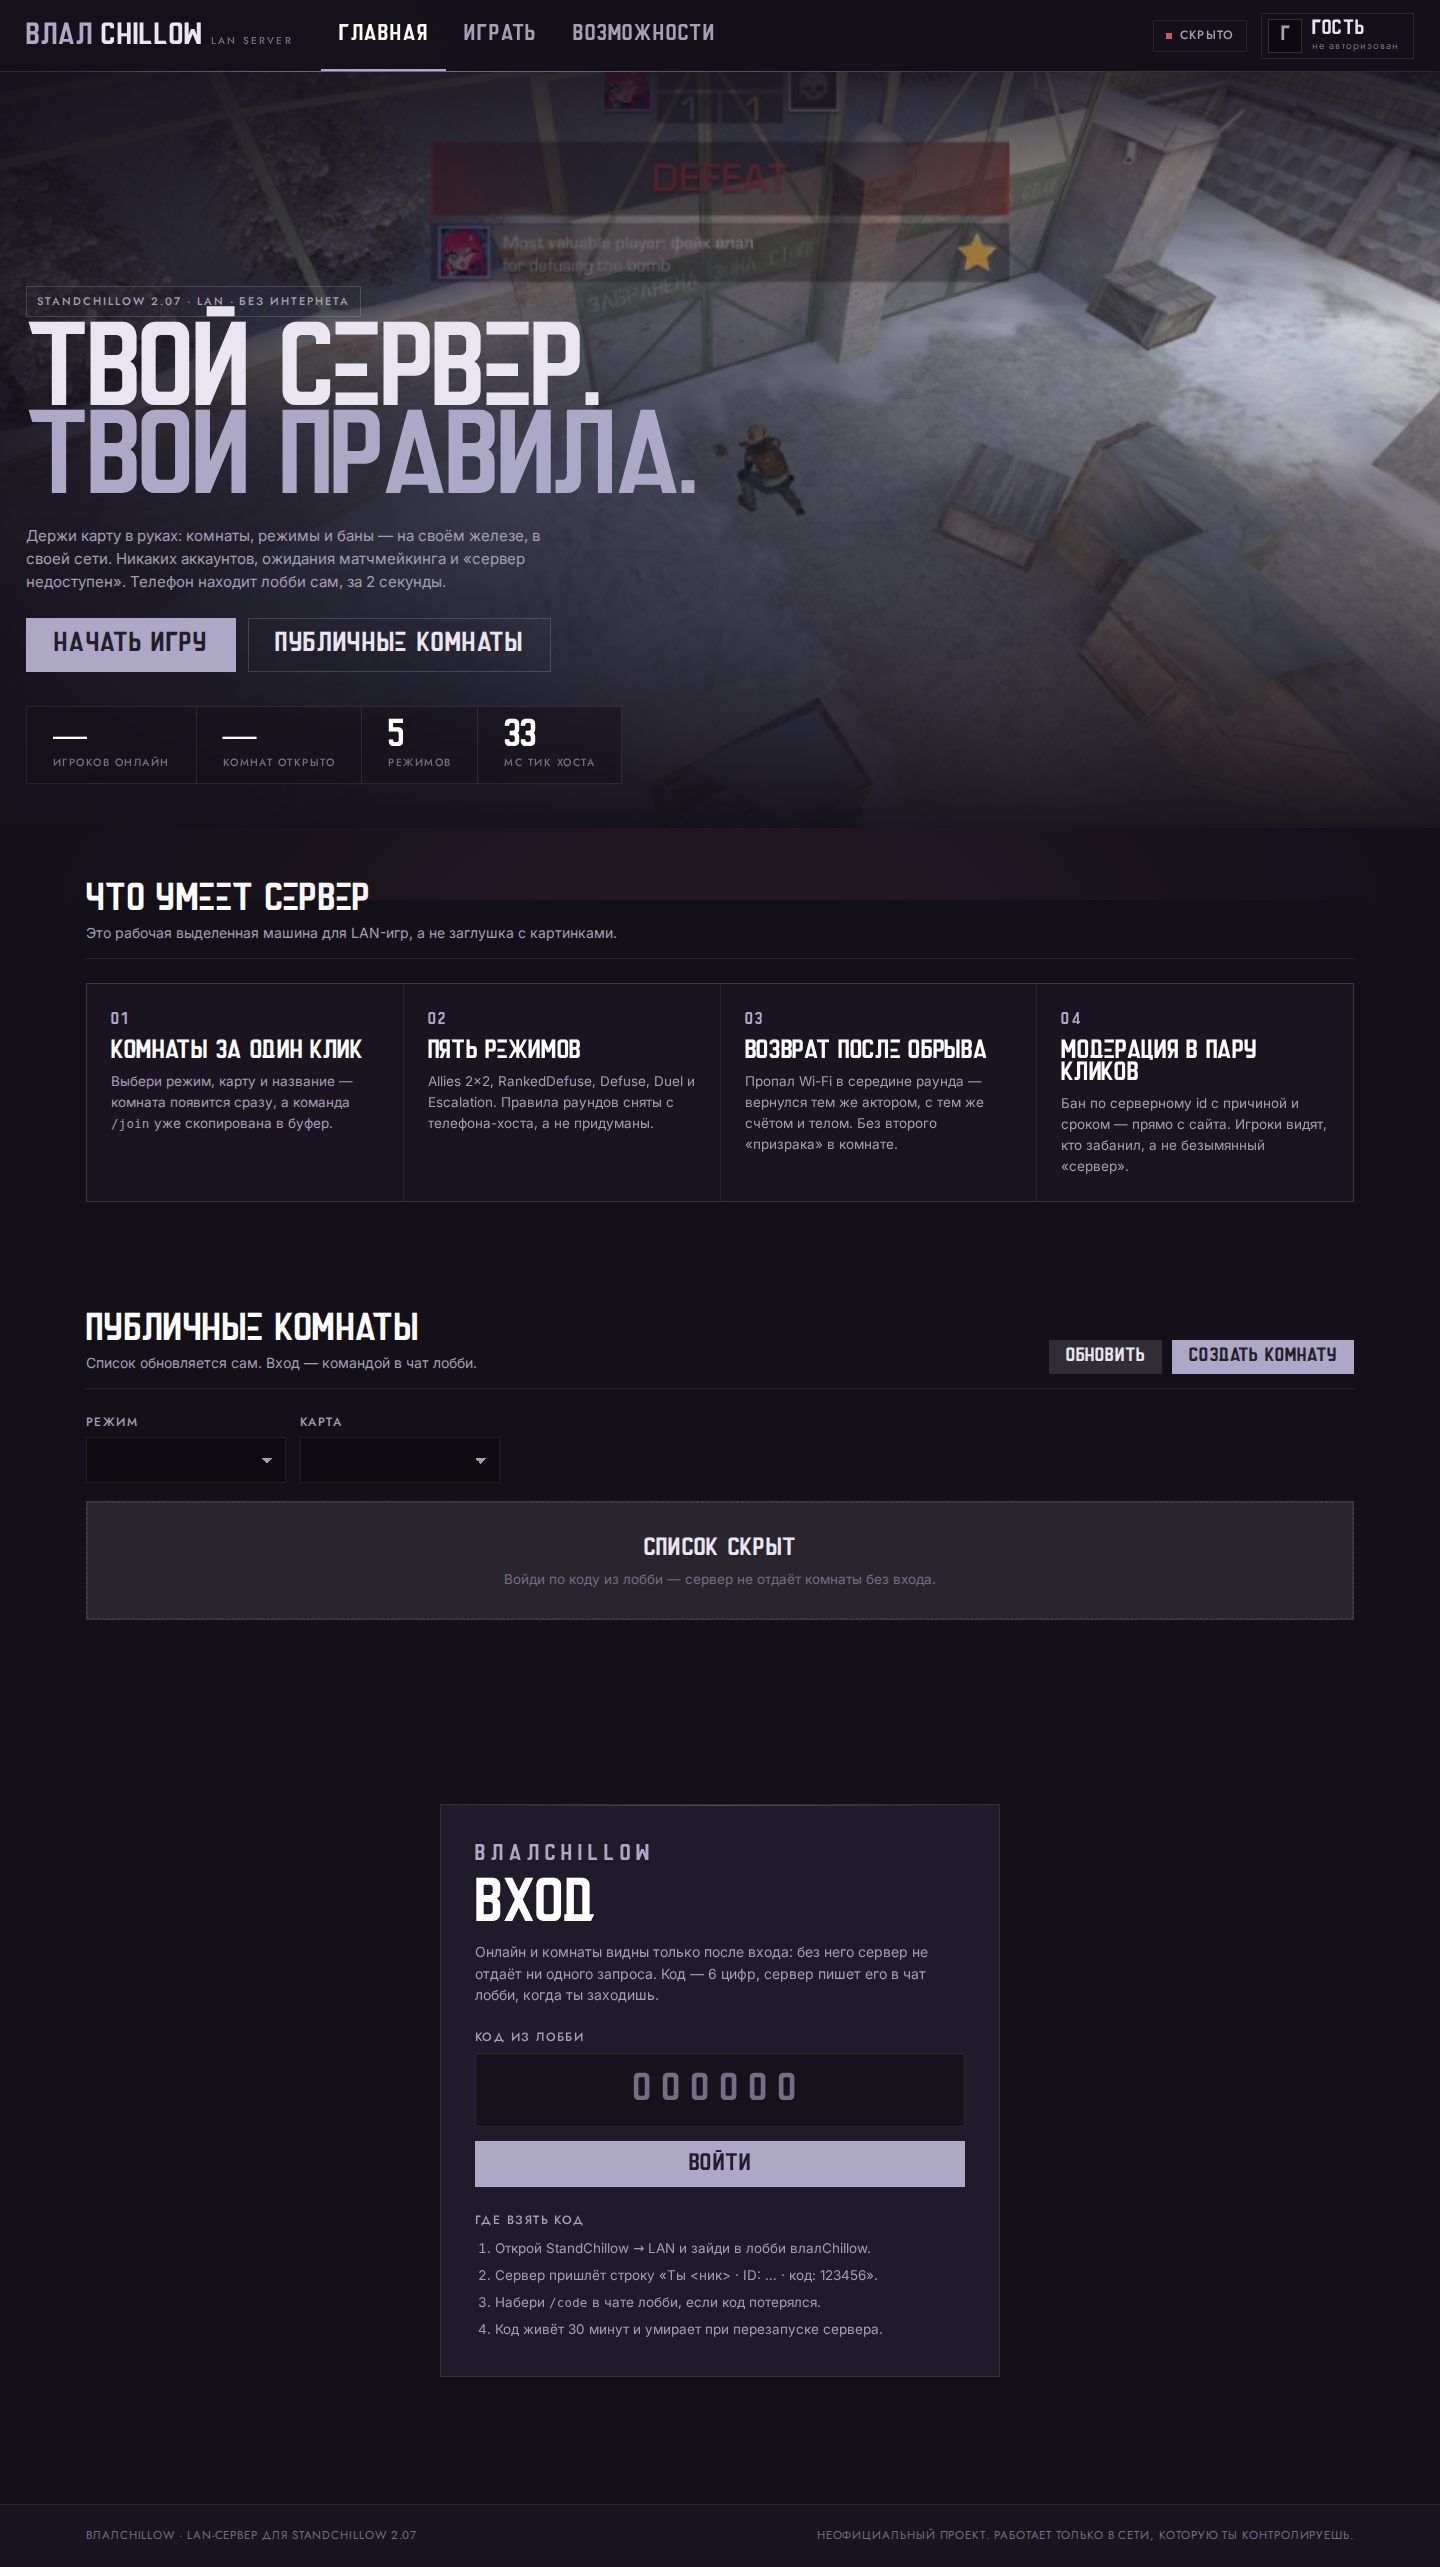 ВЛАЛ CHILLOW LAN SERVER
ГЛАВНАЯ
ИГРАТЬ
ВОЗМОЖНОСТИ
СКРЫТО
Г
ГОСТЬ
не авторизован
1 1
DEFEAT
Most valuable player: фейк влал
for defusing the bomb
STANDCHILLOW 2.07 · LAN · БЕЗ ИНТЕРНЕТА
ТВОЙ СЕРВЕР.
ТВОИ ПРАВИЛА.
Держи карту в руках: комнаты, режимы и баны — на своём железе, в
своей сети. Никаких аккаунтов, ожидания матчмейкинга и «сервер
недоступен». Телефон находит лобби сам, за 2 секунды.
НАЧАТЬ ИГРУ
ПУБЛИЧНЫЕ КОМНАТЫ
—
ИГРОКОВ ОНЛАЙН
—
КОМНАТ ОТКРЫТО
5
РЕЖИМОВ
33
МС ТИК ХОСТА
ЧТО УМЕЕТ СЕРВЕР
Это рабочая выделенная машина для LAN-игр, а не заглушка с картинками.
01
КОМНАТЫ ЗА ОДИН КЛИК
Выбери режим, карту и название —
комната появится сразу, а команда
/join уже скопирована в буфер.
02
ПЯТЬ РЕЖИМОВ
Allies 2×2, RankedDefuse, Defuse, Duel и
Escalation. Правила раундов сняты с
телефона-хоста, а не придуманы.
03
ВОЗВРАТ ПОСЛЕ ОБРЫВА
Пропал Wi-Fi в середине раунда —
вернулся тем же актором, с тем же
счётом и телом. Без второго
«призрака» в комнате.
04
МОДЕРАЦИЯ В ПАРУ
КЛИКОВ
Бан по серверному id с причиной и
сроком — прямо с сайта. Игроки видят,
кто забанил, а не безымянный
«сервер».
ПУБЛИЧНЫЕ КОМНАТЫ
Список обновляется сам. Вход — командой в чат лобби.
ОБНОВИТЬ
СОЗДАТЬ КОМНАТУ
РЕЖИМ
КАРТА
СПИСОК СКРЫТ
Войди по коду из лобби — сервер не отдаёт комнаты без входа.
ВЛАЛCHILLOW
ВХОД
Онлайн и комнаты видны только после входа: без него сервер не
отдаёт ни одного запроса. Код — 6 цифр, сервер пишет его в чат
лобби, когда ты заходишь.
КОД ИЗ ЛОББИ
000000
ВОЙТИ
ГДЕ ВЗЯТЬ КОД
1. Открой StandChillow → LAN и зайди в лобби влалChillow.
2. Сервер пришлёт строку «Ты <ник> · ID: ... · код: 123456».
3. Набери /code в чате лобби, если код потерялся.
4. Код живёт 30 минут и умирает при перезапуске сервера.
ВЛАЛCHILLOW · LAN-СЕРВЕР ДЛЯ STANDCHILLOW 2.07
НЕОФИЦИАЛЬНЫЙ ПРОЕКТ. РАБОТАЕТ ТОЛЬКО В СЕТИ, КОТОРУЮ ТЫ КОНТРОЛИРУЕШЬ.